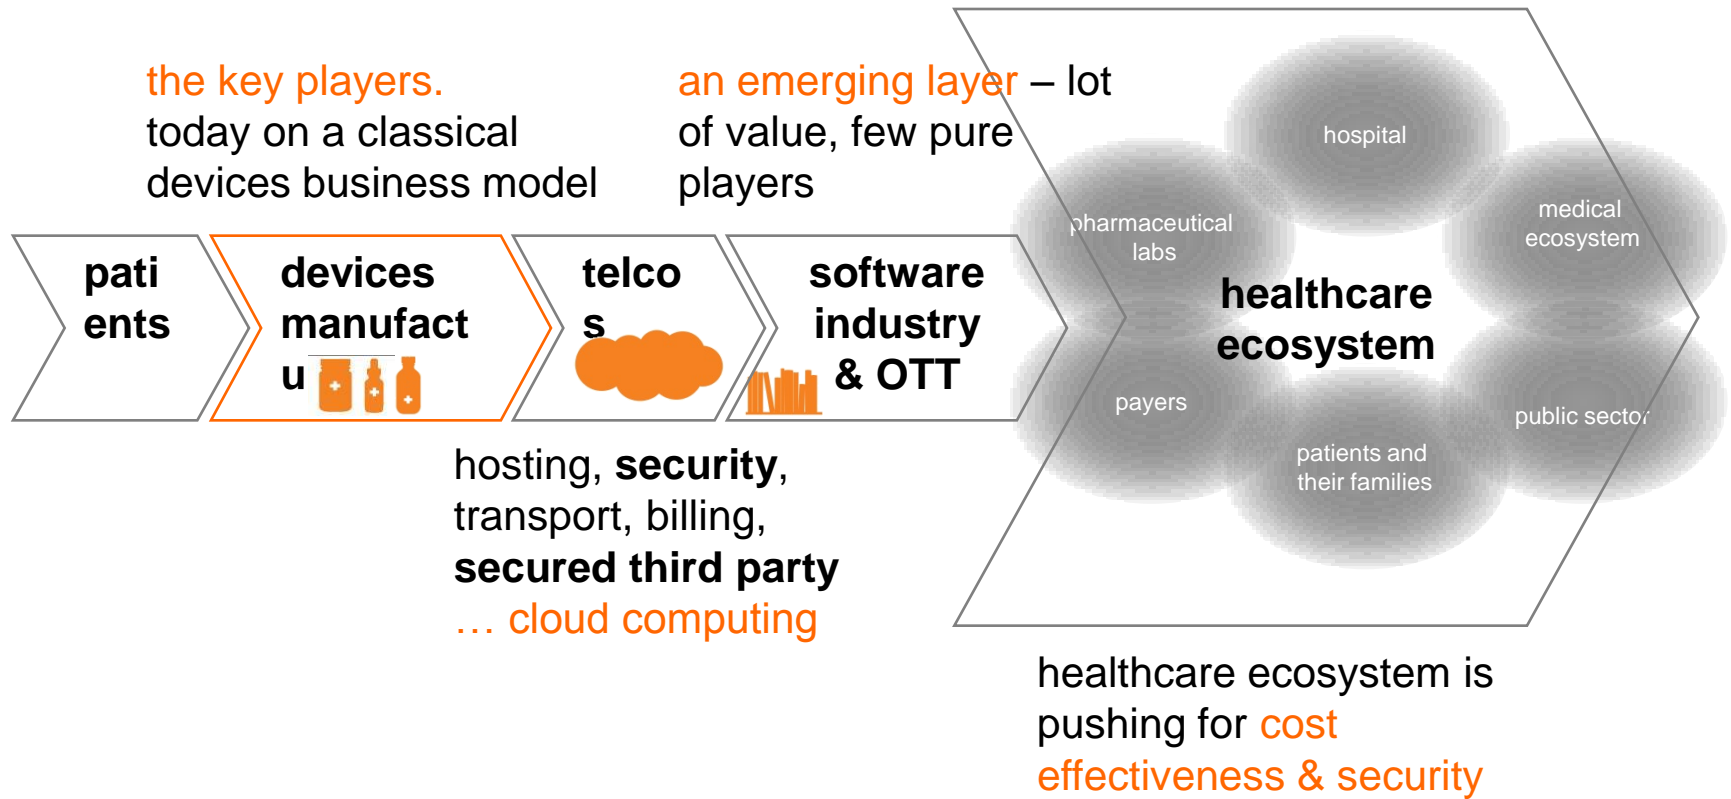 the key players.
today on a classical
devices business model
an emerging layer – lot
of value, few pure
players
pati
ents
devices
manufact
u
telco
s
software
industry
& OTT
hospital
pharmaceutical
labs
medical
ecosystem
healthcare
ecosystem
payers
public sector
patients and
their families
hosting, security,
transport, billing,
secured third party
… cloud computing
healthcare ecosystem is
pushing for cost
effectiveness & security